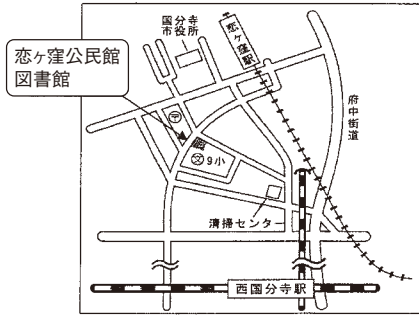 国分寺
市役所
恋ヶ窪駅
恋ヶ窪公民館
図書館
府中街道
〒
文9小
清掃センター
西国分寺駅